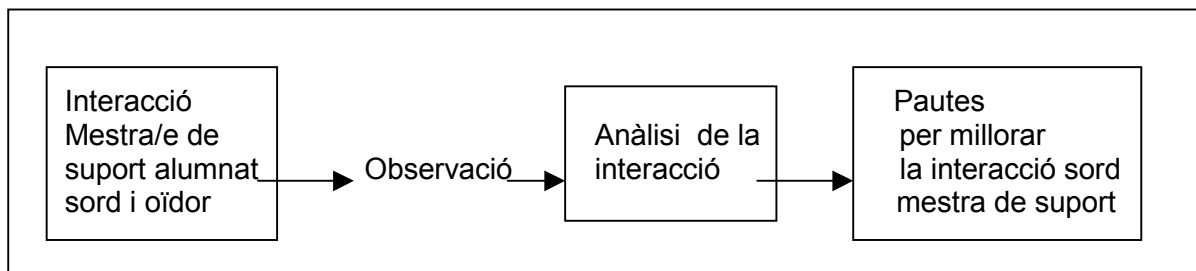 Interacció
Mestra/e de
suport alumnat
sord i oïdor
Observació
Anàlisi de la
interacció
Pautes
per millorar
la interacció sord
mestra de suport